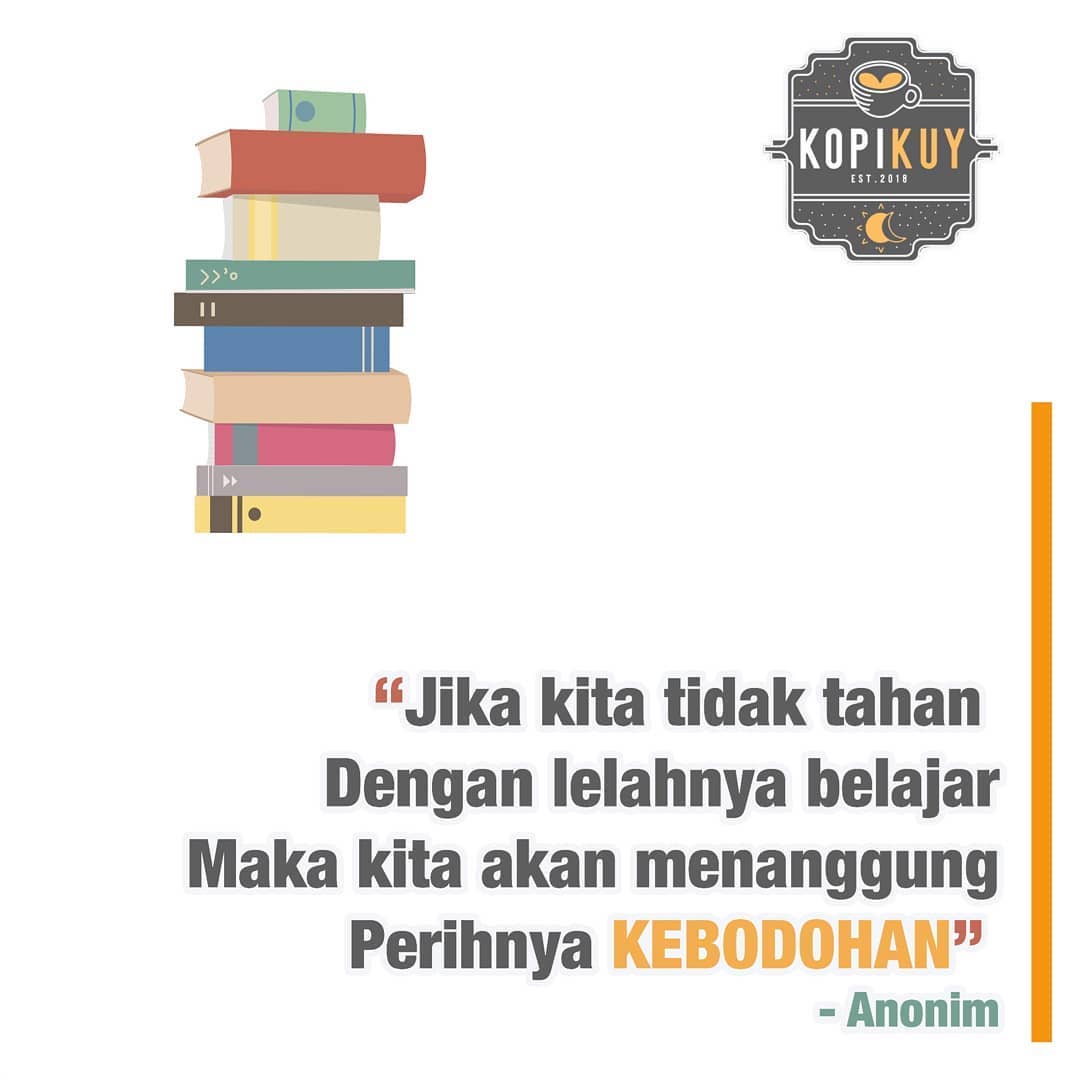 KOPIKUY
EST.2018
“Jika kita tidak tahan
Dengan lelahnya belajar
Maka kita akan menanggung
Perihnya KEBODOHAN”
- Anonim